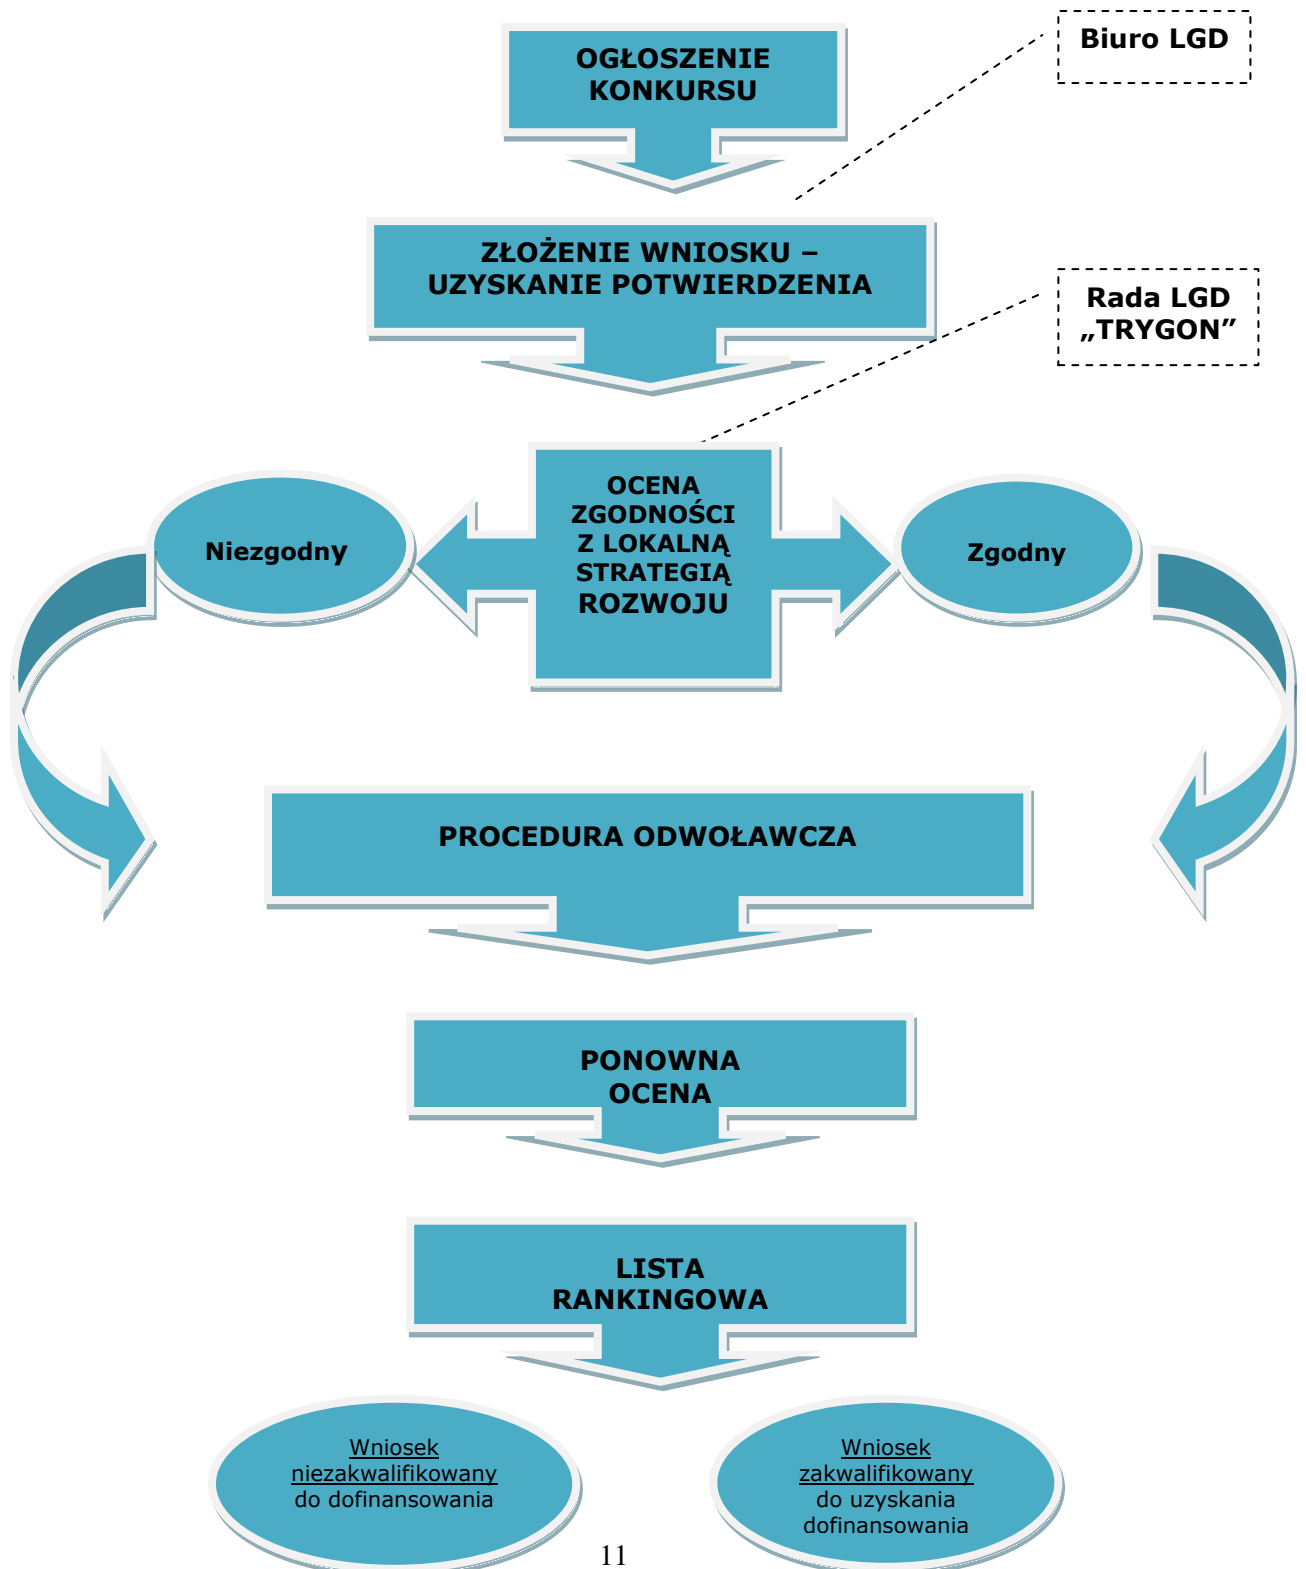 OGŁOSZENIE
KONKURSU
Biuro LGD
ZŁOŻENIE WNIOSKU –
UZYSKANIE POTWIERDZENIA
Rada LGD
„TRYGON”
OCENA
ZGODNOŚCI
Z LOKALNĄ
STRATEGIĄ
ROZWOJU
Niezgodny
Zgodny
PROCEDURA ODWOŁAWCZA
PONOWNA
OCENA
LISTA
RANKINGOWA
Wniosek
niezakwalifikowany
do dofinansowania
Wniosek
zakwalifikowany
do uzyskania
dofinansowania
11